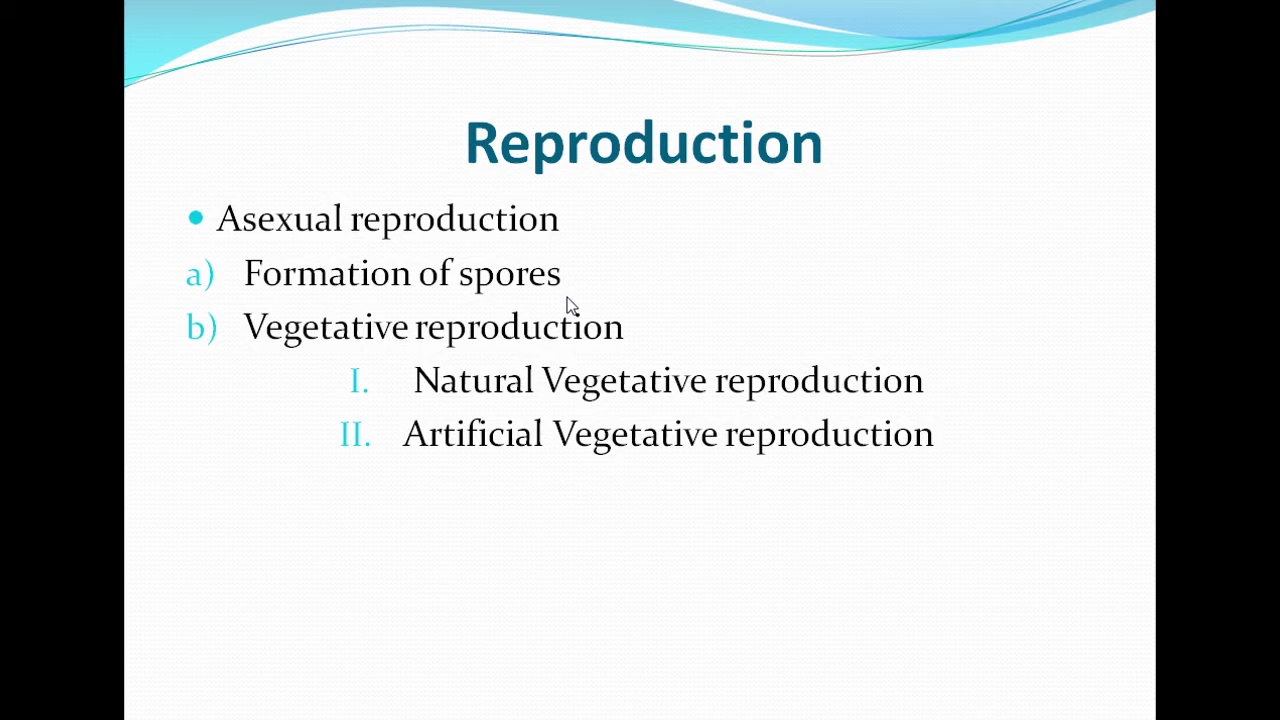 Reproduction
• Asexual reproduction
a) Formation of spores
b) Vegetative reproduction
I. Natural Vegetative reproduction
II. Artificial Vegetative reproduction